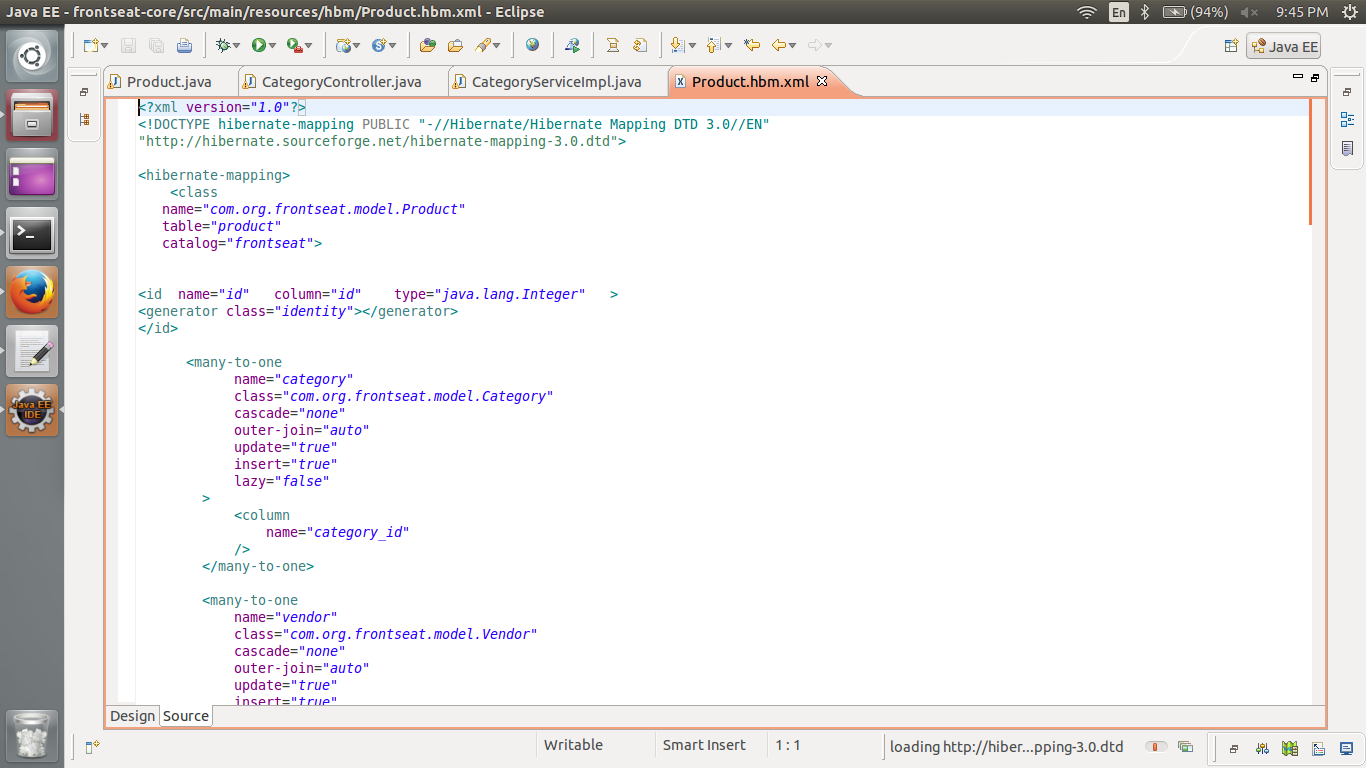 Java EE - frontseat-core/src/main/resources/hbm/Product.hbm.xml - Eclipse
En
(94%)
9:45 PM
Java EE
Product.java
CategoryController.java
CategoryServiceImpl.java
Product.hbm.xml
<?xml version="1.0"?>
<!DOCTYPE hibernate-mapping PUBLIC "-//Hibernate/Hibernate Mapping DTD 3.0//EN"
"http://hibernate.sourceforge.net/hibernate-mapping-3.0.dtd">
<hibernate-mapping>
<class
name="com.org.frontseat.model.Product"
table="product"
catalog="frontseat">
<id name="id" column="id" type="java.lang.Integer" >
<generator class="identity"></generator>
</id>
<many-to-one
name="category"
class="com.org.frontseat.model.Category"
cascade="none"
outer-join="auto"
update="true"
insert="true"
lazy="false"
>
<column
name="category_id"
/>
</many-to-one>
<many-to-one
name="vendor"
class="com.org.frontseat.model.Vendor"
cascade="none"
outer-join="auto"
update="true"
insert="true"
Java EE
IDE
Design
Source
Writable
Smart Insert
1 : 1
loading http://hiber...pping-3.0.dtd